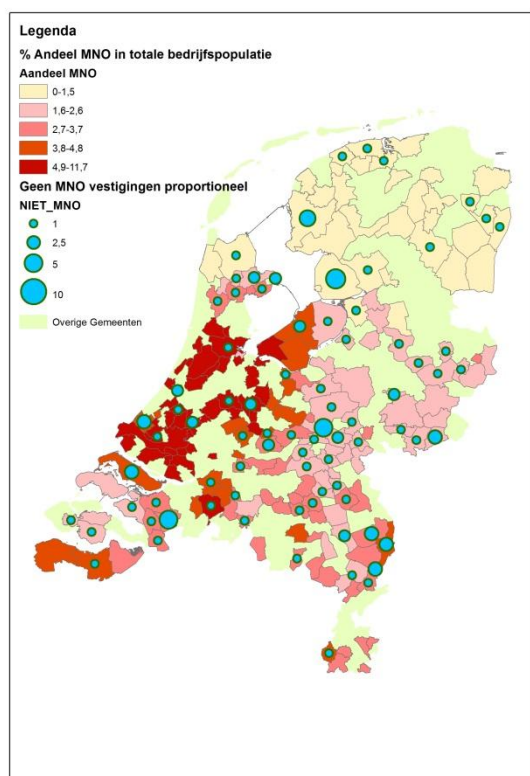 Legenda
% Andeel MNO in totale bedrijfspopulatie
Aandeel MNO
0-1,5
1,6-2,6
2,7-3,7
3,8-4,8
4,9-11,7
Geen MNO vestigingen proportioneel
NIET_MNO
1
2,5
5
10
Overige Gemeenten